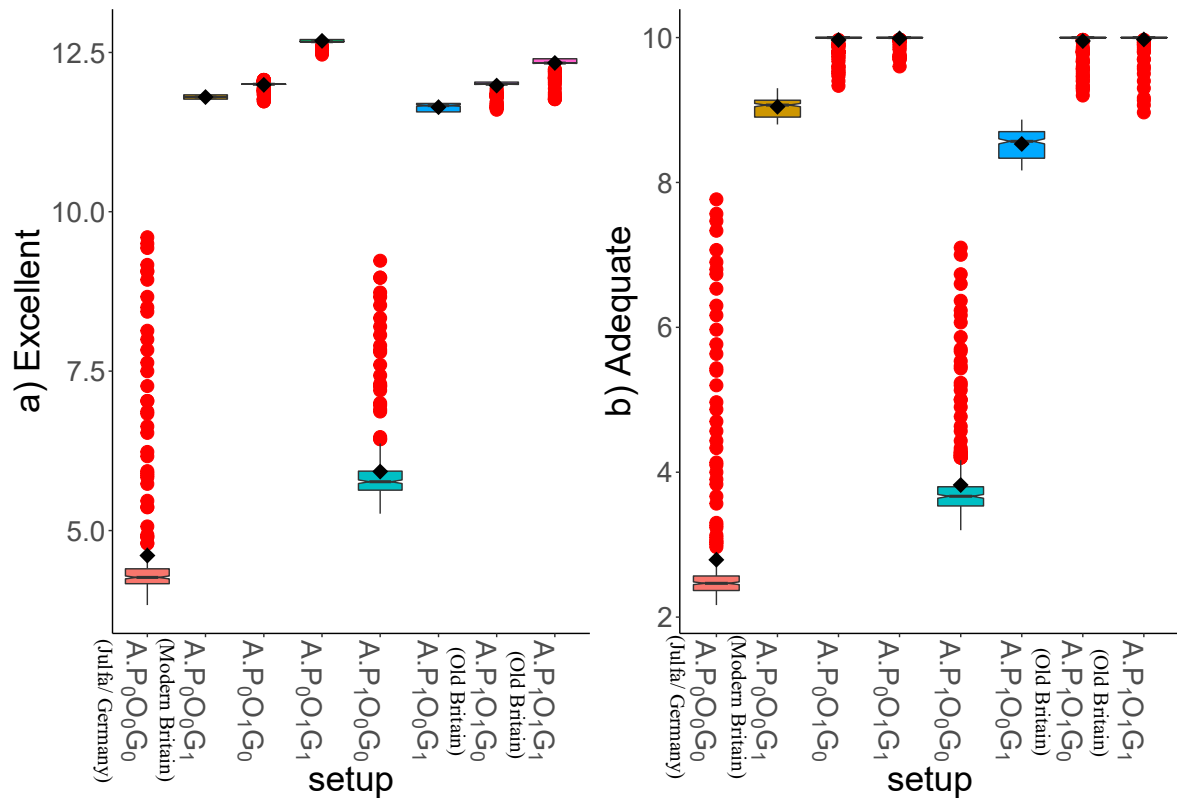 a) Excellent
12.5
10.0
7.5
5.0
A.P₀O₀G₀
(Julfa/ Germany)
A.P₀O₀G₁
(Modern Britain)
A.P₀O₁G₀
A.P₀O₁G₁
A.P₁O₀G₀
A.P₁O₀G₁
A.P₁O₁G₀
(Old Britain)
A.P₁O₁G₁
(Old Britain)
setup
b) Adequate
10
8
6
4
2
A.P₀O₀G₀
(Julfa/ Germany)
A.P₀O₀G₁
(Modern Britain)
A.P₀O₁G₀
A.P₀O₁G₁
A.P₁O₀G₀
A.P₁O₀G₁
A.P₁O₁G₀
(Old Britain)
A.P₁O₁G₁
(Old Britain)
setup